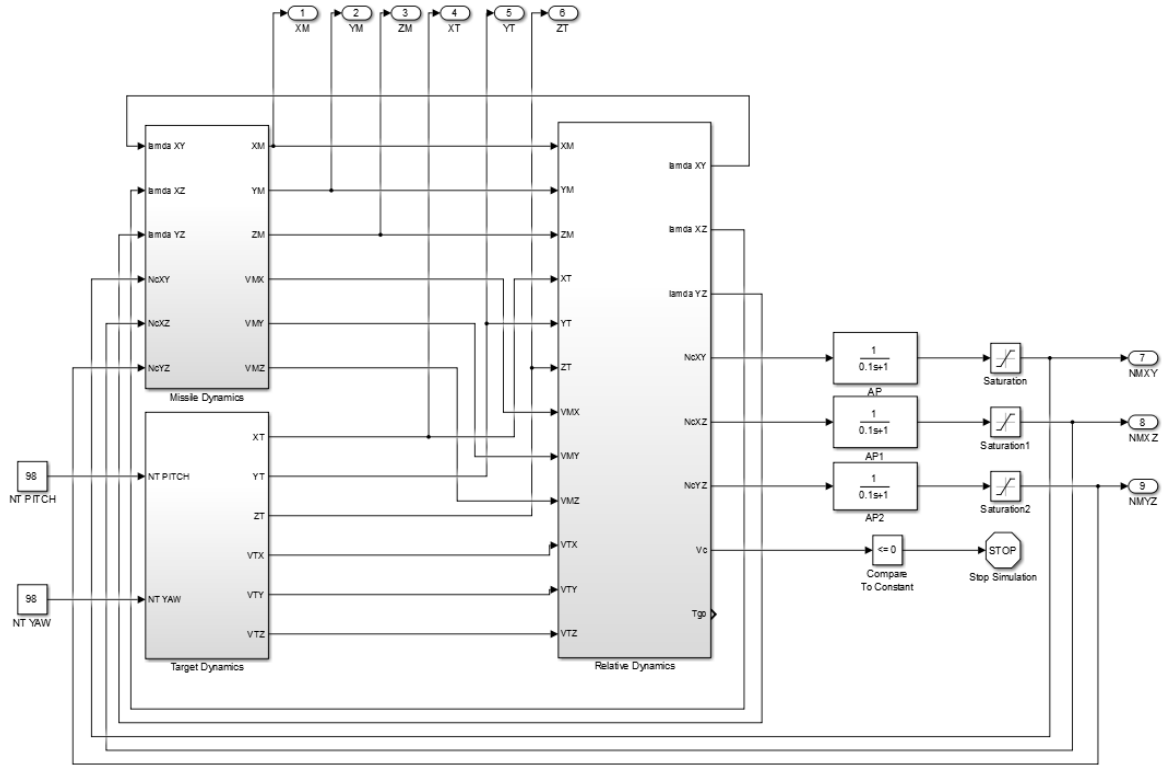 1
XM
2
YM
3
ZM
4
XT
5
YT
6
ZT
lamda XY
lamda XZ
lamda YZ
NcXY
NcXZ
NcYZ
XM
YM
ZM
VMX
VMY
VMZ
Missile Dynamics
98
NT PITCH
98
NT YAW
NT PITCH
NT YAW
XT
YT
ZT
VTX
VTY
VTZ
Target Dynamics
XM
YM
ZM
XT
YT
ZT
VMX
VMY
VMZ
VTX
VTY
VTZ
lamda XY
lamda XZ
lamda YZ
NcXY
NcXZ
NcYZ
Vc
Tgo
Relative Dynamics
1
0.1s+1
AP
1
0.1s+1
AP1
1
0.1s+1
AP2
Saturation
Saturation1
Saturation2
<= 0
Compare
To Constant
STOP
Stop Simulation
7
NMXY
8
NMXZ
9
NMYZ